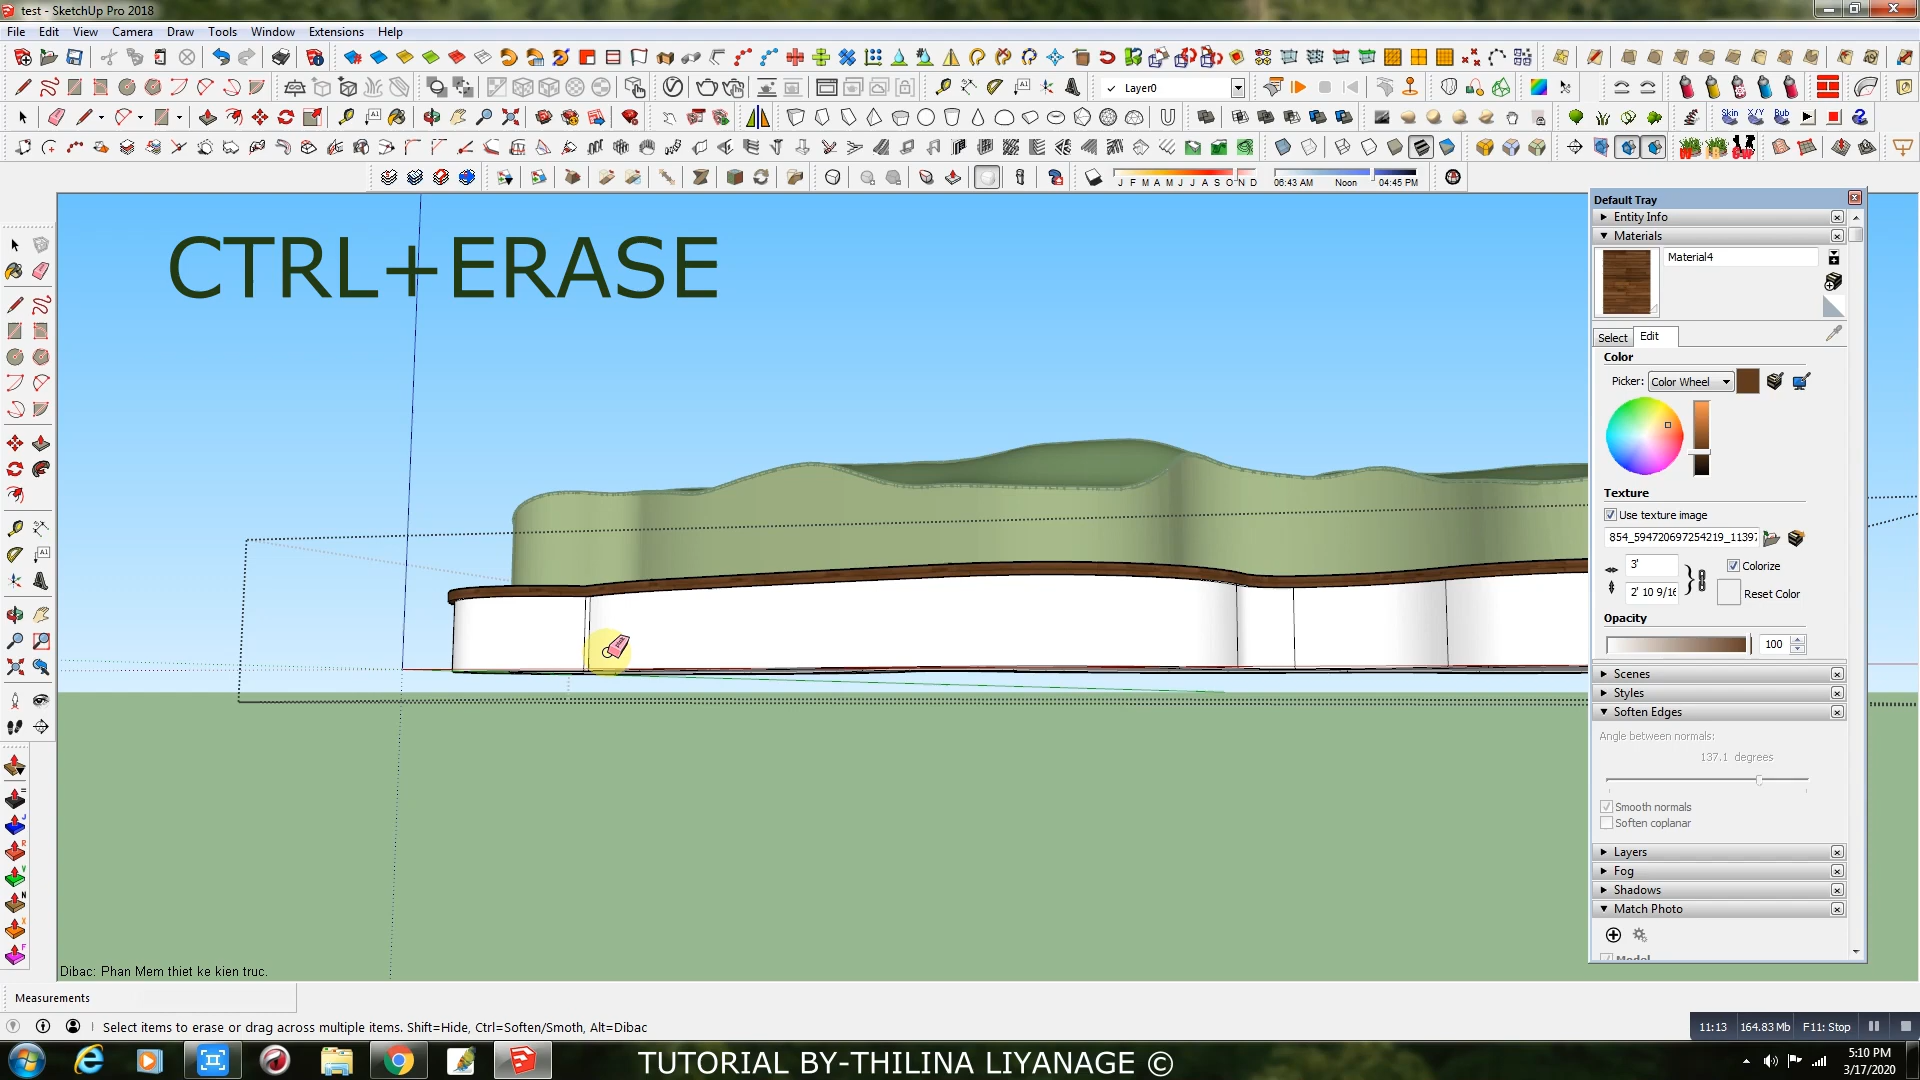 test - SketchUp Pro 2018
File Edit View Camera Draw Tools Window Extensions Help
Layer0
Skin X/Y Bub
J F M A M J J A S O N D 06:43 AM Noon 04:45 PM
CTRL+ERASE
Default Tray
Entity Info
Materials
Material4
Select Edit
Color
Picker: Color Wheel
Texture
Use texture image
854_594720697254219_11397
3'
Colorize
2' 10 9/16
Reset Color
Opacity
100
Scenes
Styles
Soften Edges
Angle between normals:
137.1 degrees
Smooth normals
Soften coplanar
Layers
Fog
Shadows
Match Photo
Model
Dibac: Phan Mem thiet ke kien truc.
Measurements
Select items to erase or drag across multiple items. Shift=Hide, Ctrl=Soften/Smoth, Alt=Dibac
11:13 164.83 Mb F11: Stop
TUTORIAL BY-THILINA LIYANAGE ©
5:10 PM
3/17/2020